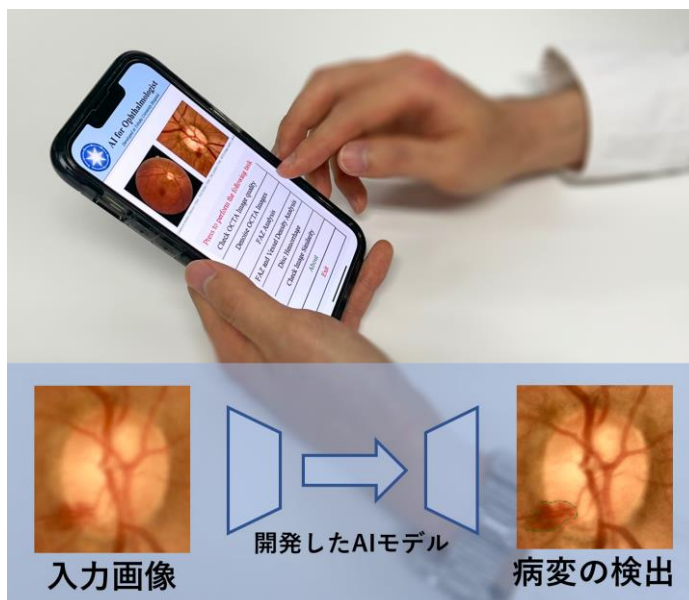 AI for Ophthalmologist
Press to perform the following task
Check OCTA Image quality
Denoise OCTA Images
FAZ Analysis
FAZ and Vessel Density Analysis
Disc Hemorrhage
Check Image Similarity
About
Exit
開発したAIモデル
入力画像
病変の検出